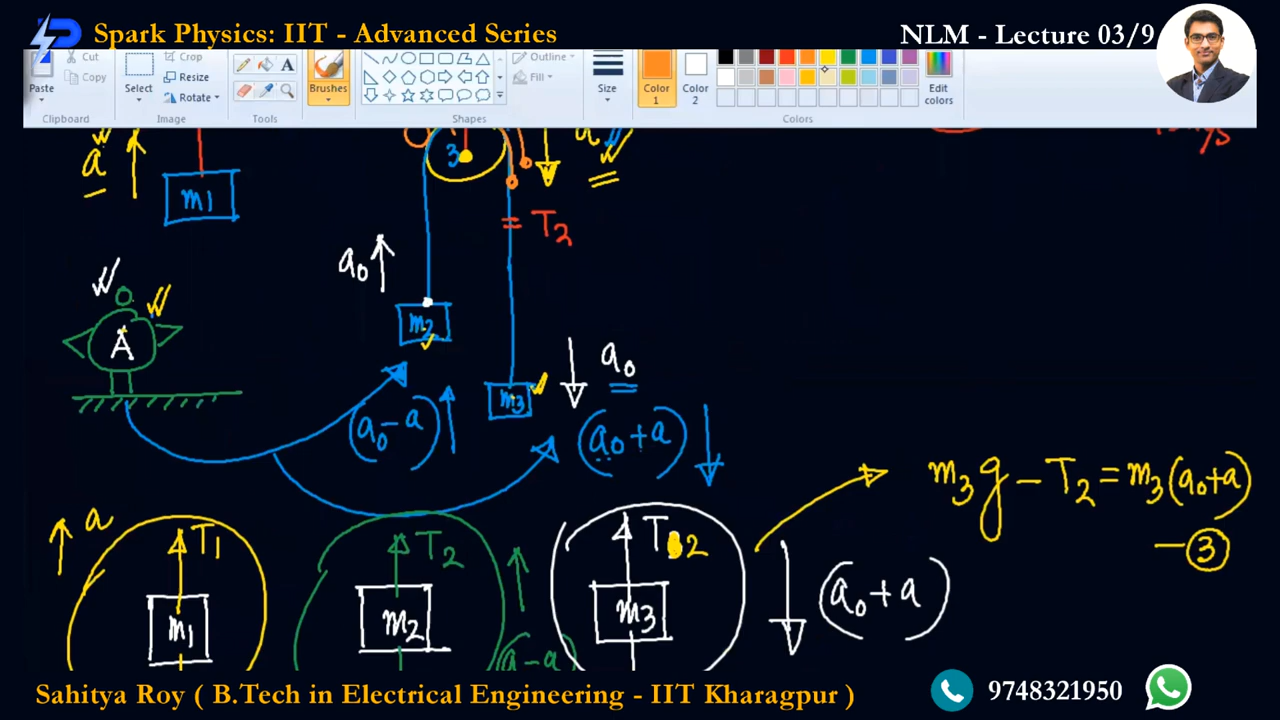 Spark Physics: IIT - Advanced Series
NLM - Lecture 03/9
Cut
Copy
Paste
Clipboard
Crop
Resize
Select
Rotate
Image
A
Tools
Brushes
Outline
Fill
Shapes
Size
Color
1
Color
2
Edit
colors
Colors
a
m1
3
a
T2
a0
m2
A
m3
a0
(a0-a)
(a0+a)
m3g-T2=m3(a0+a)
-3
a
T1
T2
T2
(a0+a)
m1
m2
m3
Sahitya Roy ( B.Tech in Electrical Engineering - IIT Kharagpur )
9748321950